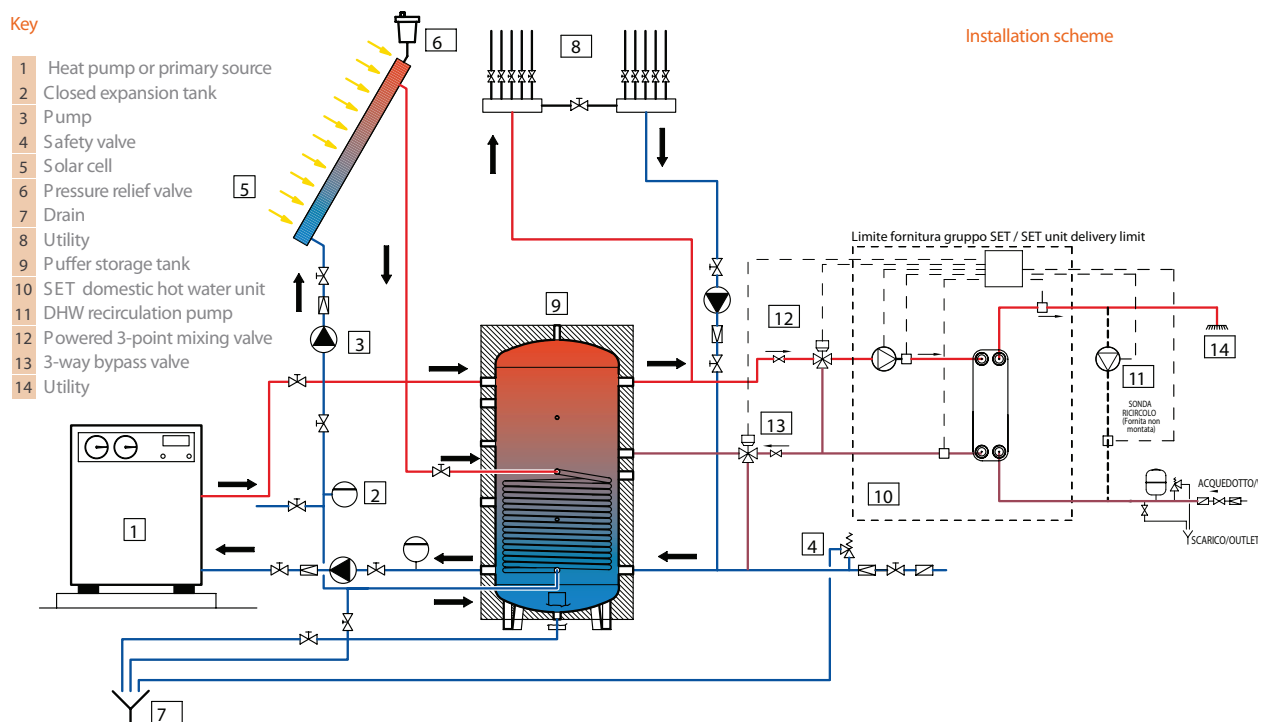 Key
Installation scheme
1 Heat pump or primary source
2 Closed expansion tank
3 Pump
4 Safety valve
5 Solar cell
6 Pressure relief valve
7 Drain
8 Utility
9 Puffer storage tank
10 SET domestic hot water unit
11 DHW recirculation pump
12 Powered 3-point mixing valve
13 3-way bypass valve
14 Utility
6
8
5
Limite fornitura gruppo SET / SET unit delivery limit
9
12
3
14
11
SONDA
RICIRCOLO
(Fornita non
montata)
13
2
10
ACQUEDOTTO/
1
4
SCARICO/OUTLET
7